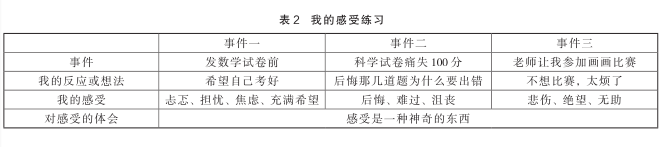 表2 我的感受练习
事件一 事件二 事件三
事件 发数学试卷前 科学试卷痛失100分 老师让我参加画画比赛
我的反应或想法 希望自己考好 后悔那几道题为什么要出错 不想比赛，太烦了
我的感受 忐忑、担忧、焦虑、充满希望 后悔、难过、沮丧 悲伤、绝望、无助
对感受的体会 感受是一种神奇的东西